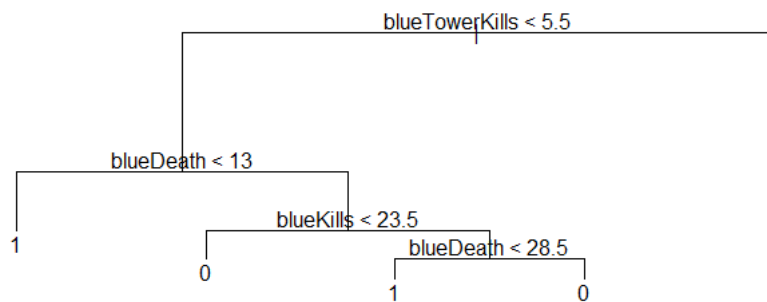 blueTowerKills < 5.5
blueDeath < 13
blueKills < 23.5
blueDeath < 28.5
1
0
1
0